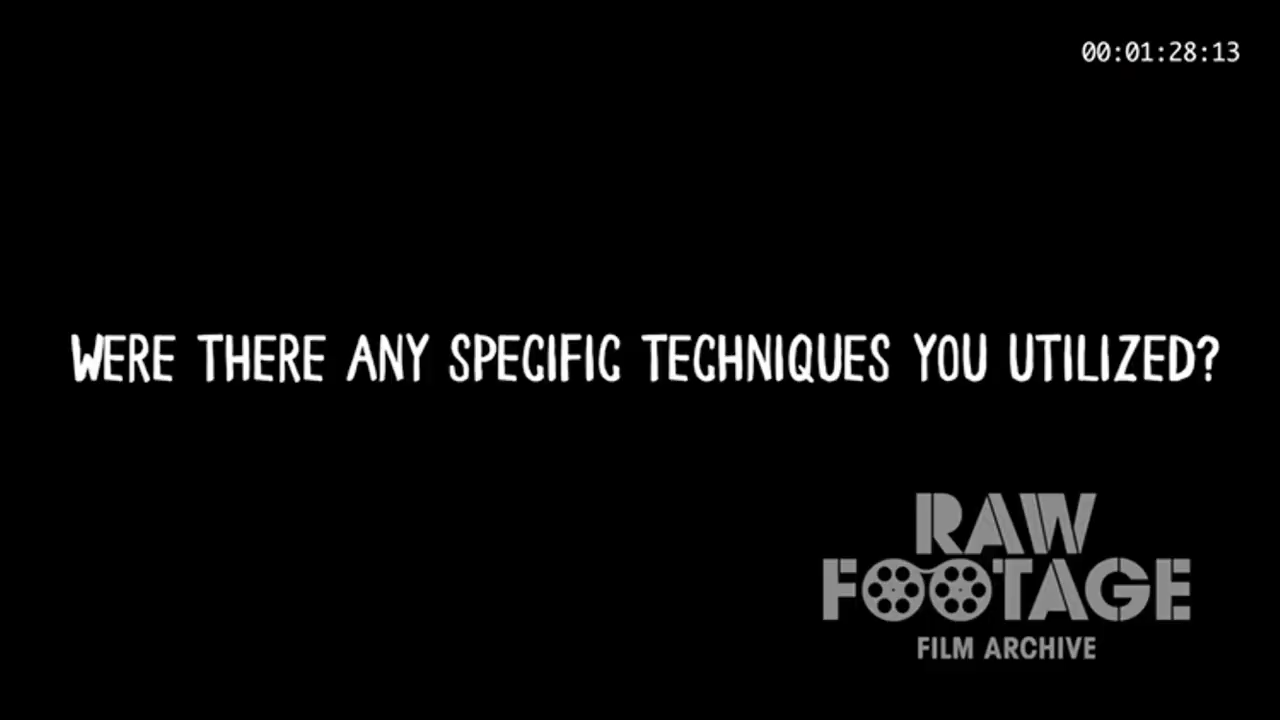 00:01:28:13
WERE THERE ANY SPECIFIC TECHNIQUES YOU UTILIZED?
RAW
FOOTAGE
FILM ARCHIVE